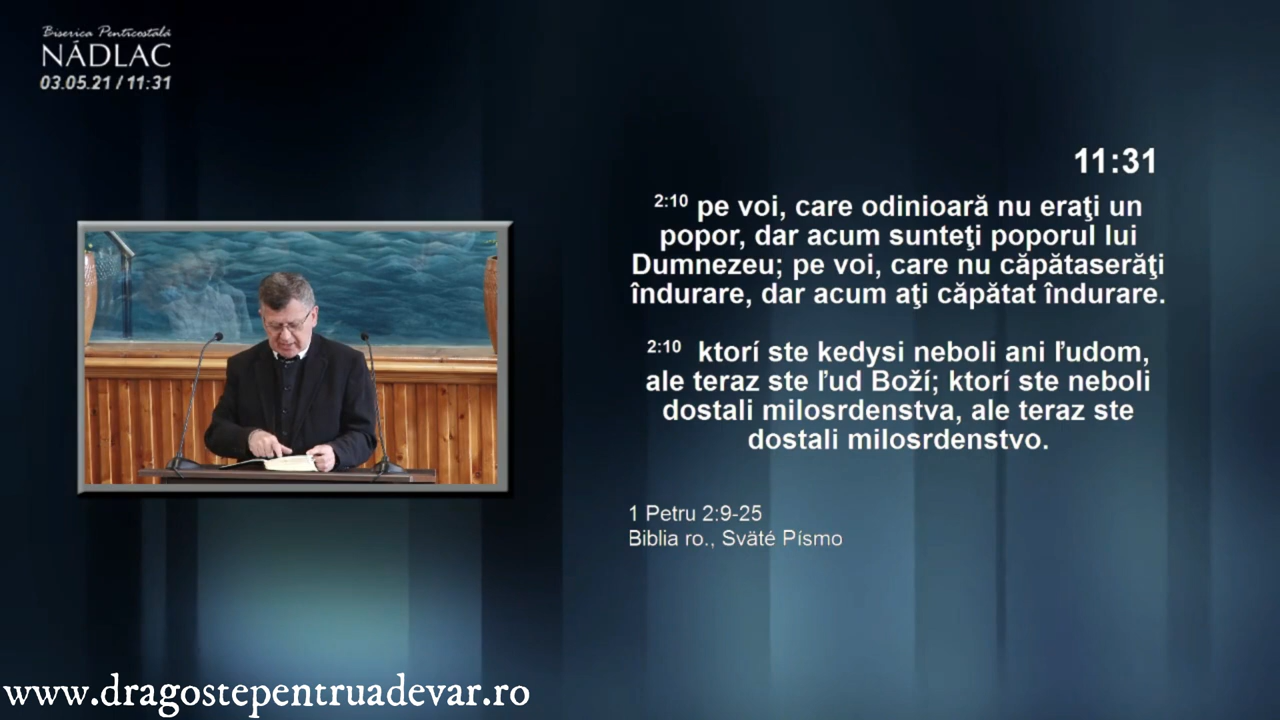 Biserica Penticostală
NĂDLAC
03.05.21 / 11:31
11:31
2:10 pe voi, care odinioară nu eraţi un
popor, dar acum sunteţi poporul lui
Dumnezeu; pe voi, care nu căpătaserăţi
îndurare, dar acum aţi căpătat îndurare.
2:10 ktorí ste kedysi neboli ani ľudom,
ale teraz ste ľud Boží; ktorí ste neboli
dostali milosrdenstva, ale teraz ste
dostali milosrdenstvo.
1 Petru 2:9-25
Biblia ro., Sväté Písmo
www.dragostepentruadevar.ro